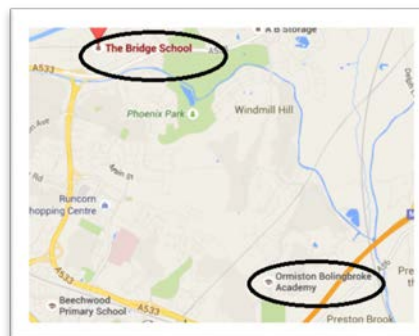 A B Storage
The Bridge School
A533
Phoenix Park
Windmill Hill
Runcorn
hopping Centre
A56
Ormiston Bolingbroke
Academy
Beechwood
Primary School
A533
Preston Brook